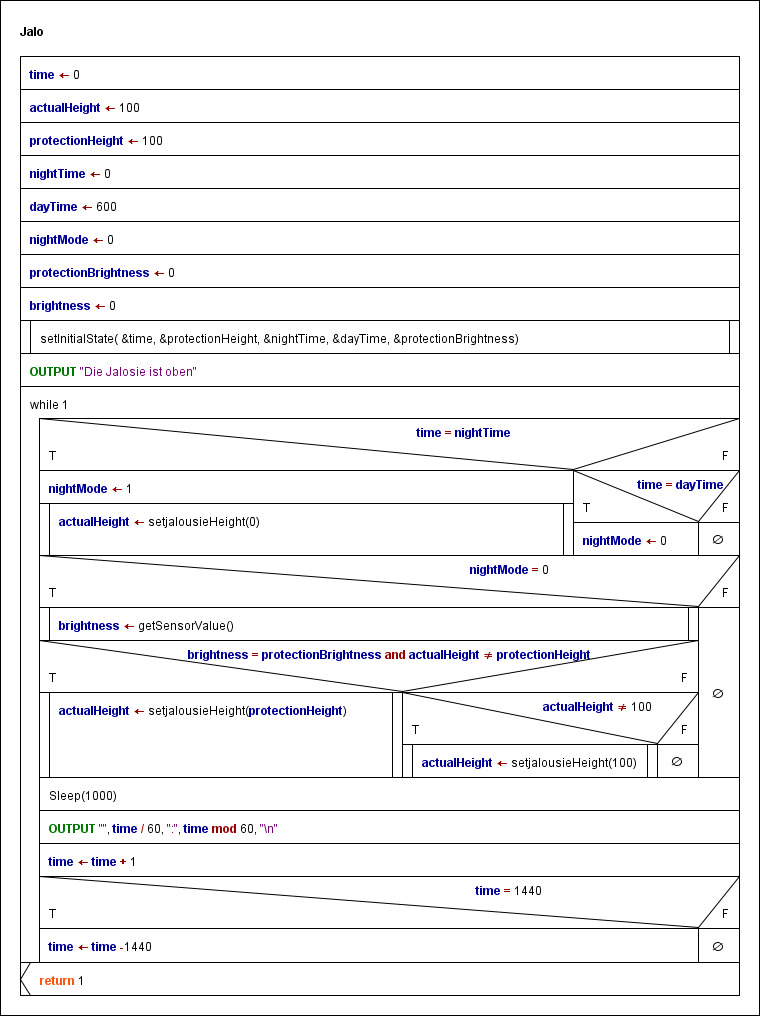 Jalo
time ← 0
actualHeight ← 100
protectionHeight ← 100
nightTime ← 0
dayTime ← 600
nightMode ← 0
protectionBrightness ← 0
brightness ← 0
setInitialState( &time, &protectionHeight, &nightTime, &dayTime, &protectionBrightness)
OUTPUT "Die Jalosie ist oben"
while 1
time = nightTime
T F
nightMode ← 1
actualHeight ← setjalousieHeight(0)
time = dayTime
T F
nightMode ← 0 ∅
nightMode = 0
T F
brightness ← getSensorValue()
brightness = protectionBrightness and actualHeight ≠ protectionHeight
T F
actualHeight ← setjalousieHeight(protectionHeight)
actualHeight ≠ 100
T F
actualHeight ← setjalousieHeight(100) ∅
∅
Sleep(1000)
OUTPUT "", time / 60, ":", time mod 60, "\n"
time ← time + 1
time = 1440
T F
time ← time -1440 ∅
return 1